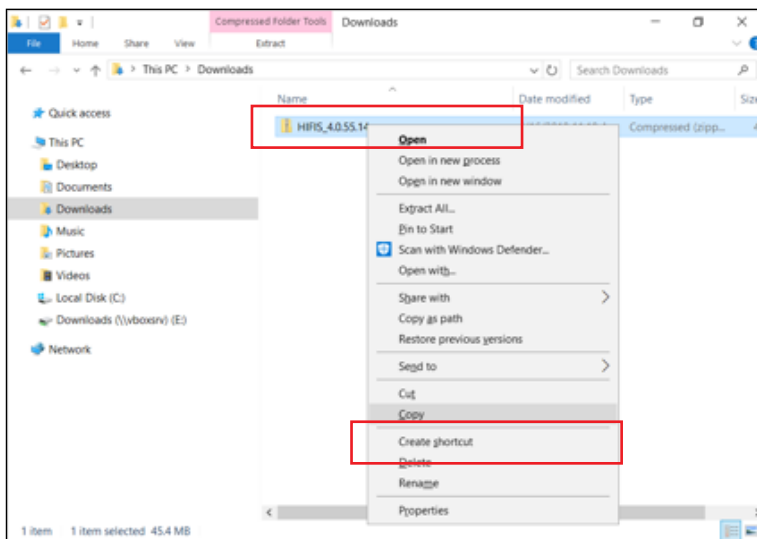 Compressed Folder Tools Downloads
File Home Share View Extract
This PC > Downloads
Search Downloads
Name Date modified Type Size
Quick access
HIFIS_4.0.55.14
Compressed (zipp...
This PC
Desktop
Documents
Downloads
Music
Pictures
Videos
Local Disk (C:)
Downloads (\\vboxsrv) (E:)
Network
Open
Open in new process
Open in new window
Extract All...
Pin to Start
Scan with Windows Defender...
Open with...
Share with
Copy as path
Restore previous versions
Send to
Cut
Copy
Create shortcut
Delete
Rename
Properties
1 item 1 item selected 45.4 MB